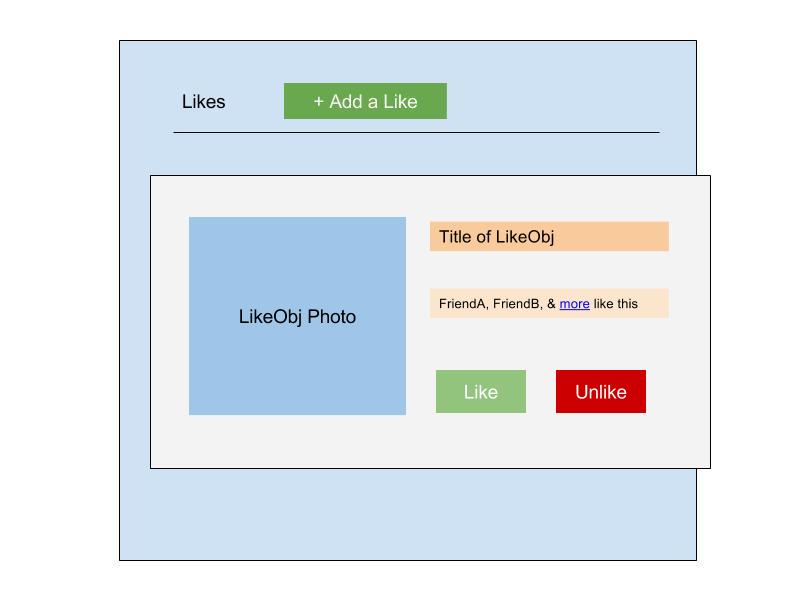 Likes
+ Add a Like
Title of LikeObj
LikeObj Photo
FriendA, FriendB, & more like this
Like
Unlike